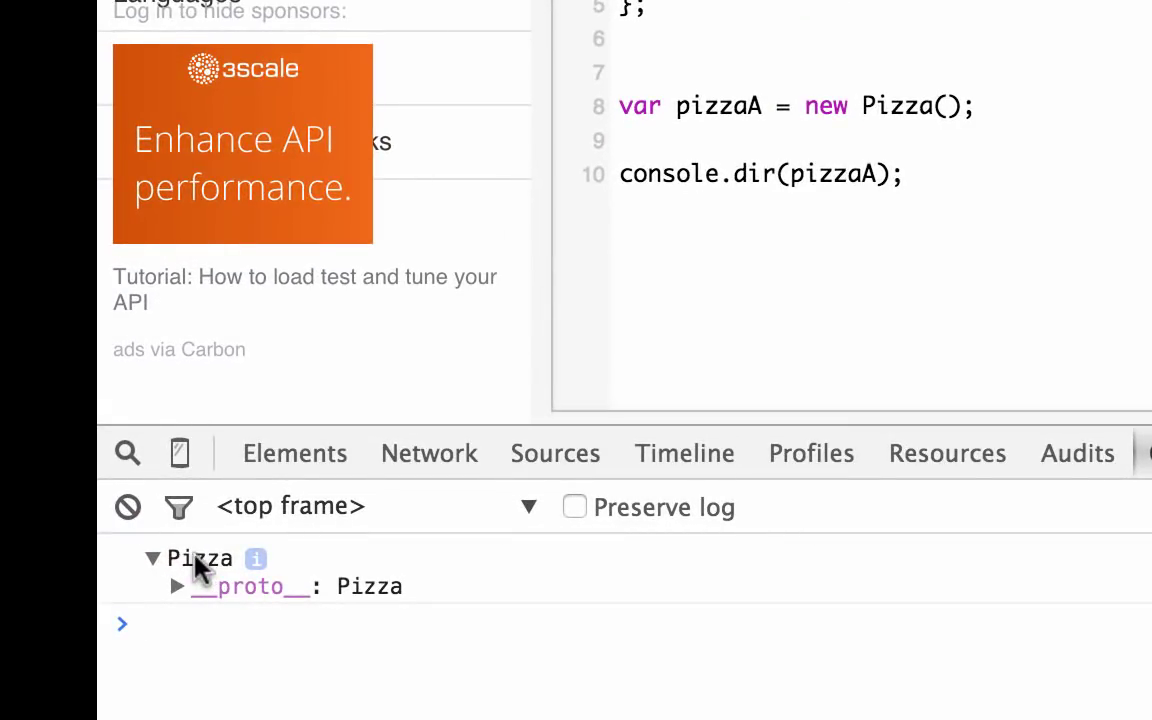 Languages
Log in to hide sponsors:
3scale
Enhance API
performance.
ks
Tutorial: How to load test and tune your
API
ads via Carbon
5 };
6
7
8 var pizzaA = new Pizza();
9
10 console.dir(pizzaA);
Elements Network Sources Timeline Profiles Resources Audits
<top frame> ▼ Preserve log
▼ Pizza i
▶ __proto__: Pizza
>